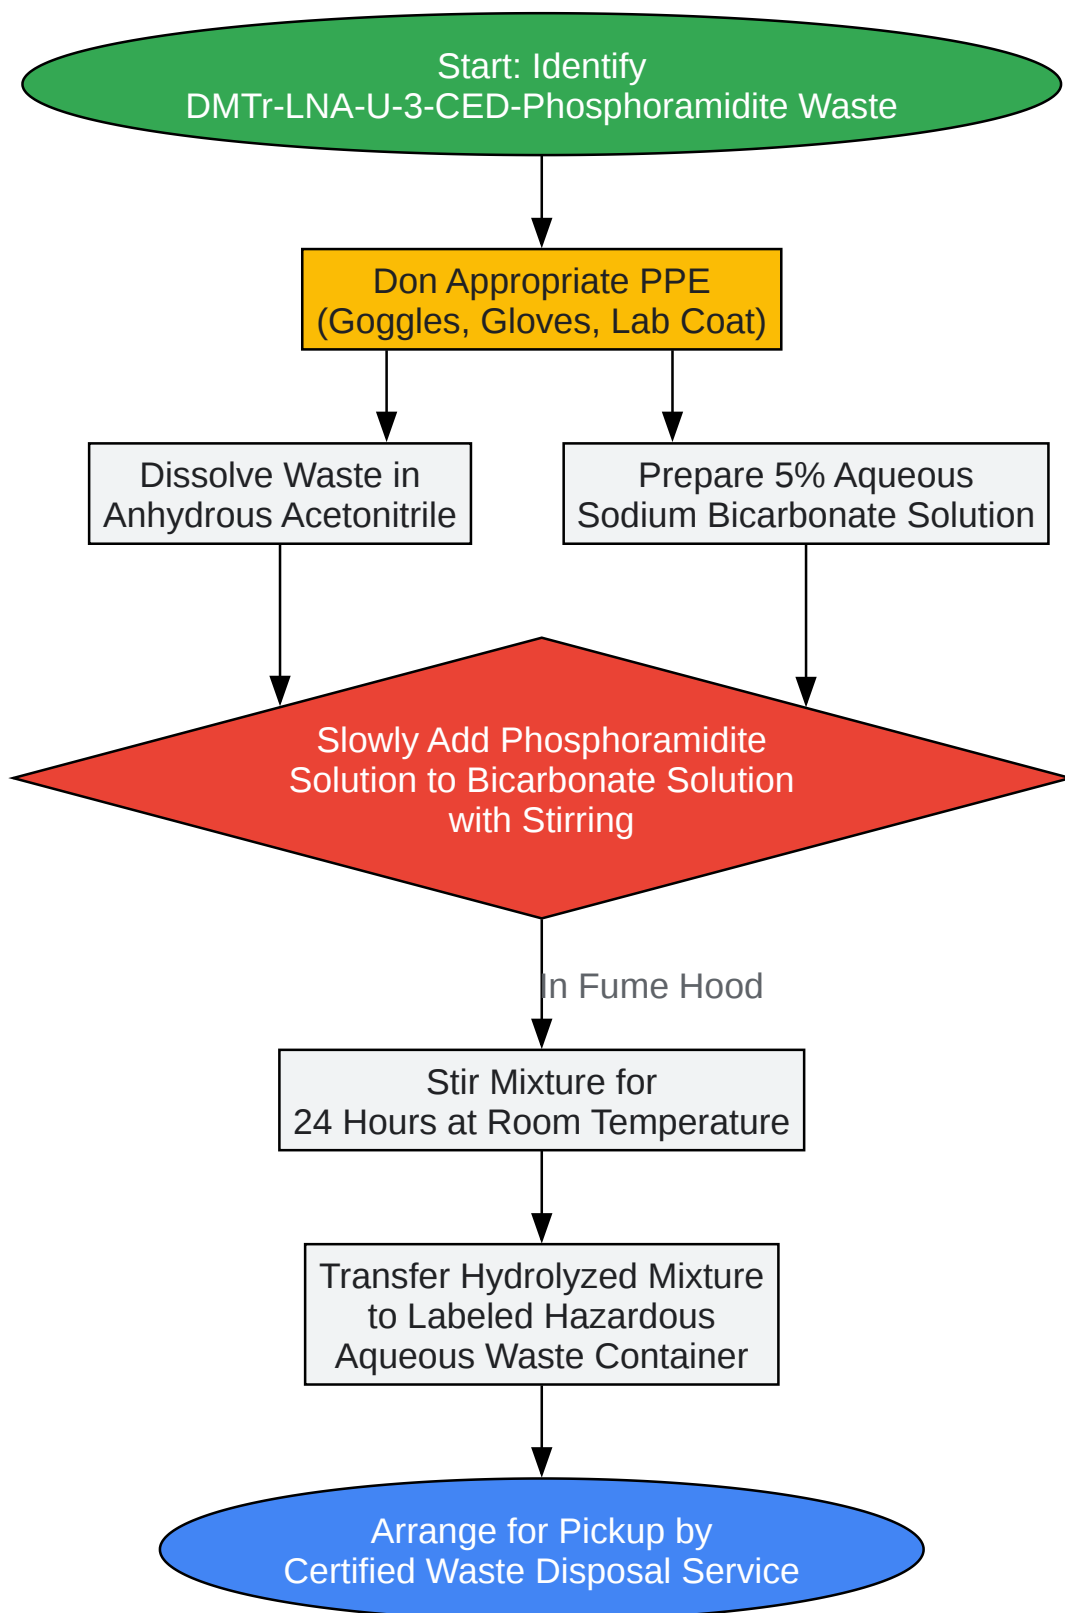 Start: Identify
DMTr-LNA-U-3-CED-Phosphoramidite Waste
Don Appropriate PPE
(Goggles, Gloves, Lab Coat)
Dissolve Waste in
Anhydrous Acetonitrile
Prepare 5% Aqueous
Sodium Bicarbonate Solution
Slowly Add Phosphoramidite
Solution to Bicarbonate Solution
with Stirring
In Fume Hood
Stir Mixture for
24 Hours at Room Temperature
Transfer Hydrolyzed Mixture
to Labeled Hazardous
Aqueous Waste Container
Arrange for Pickup by
Certified Waste Disposal Service